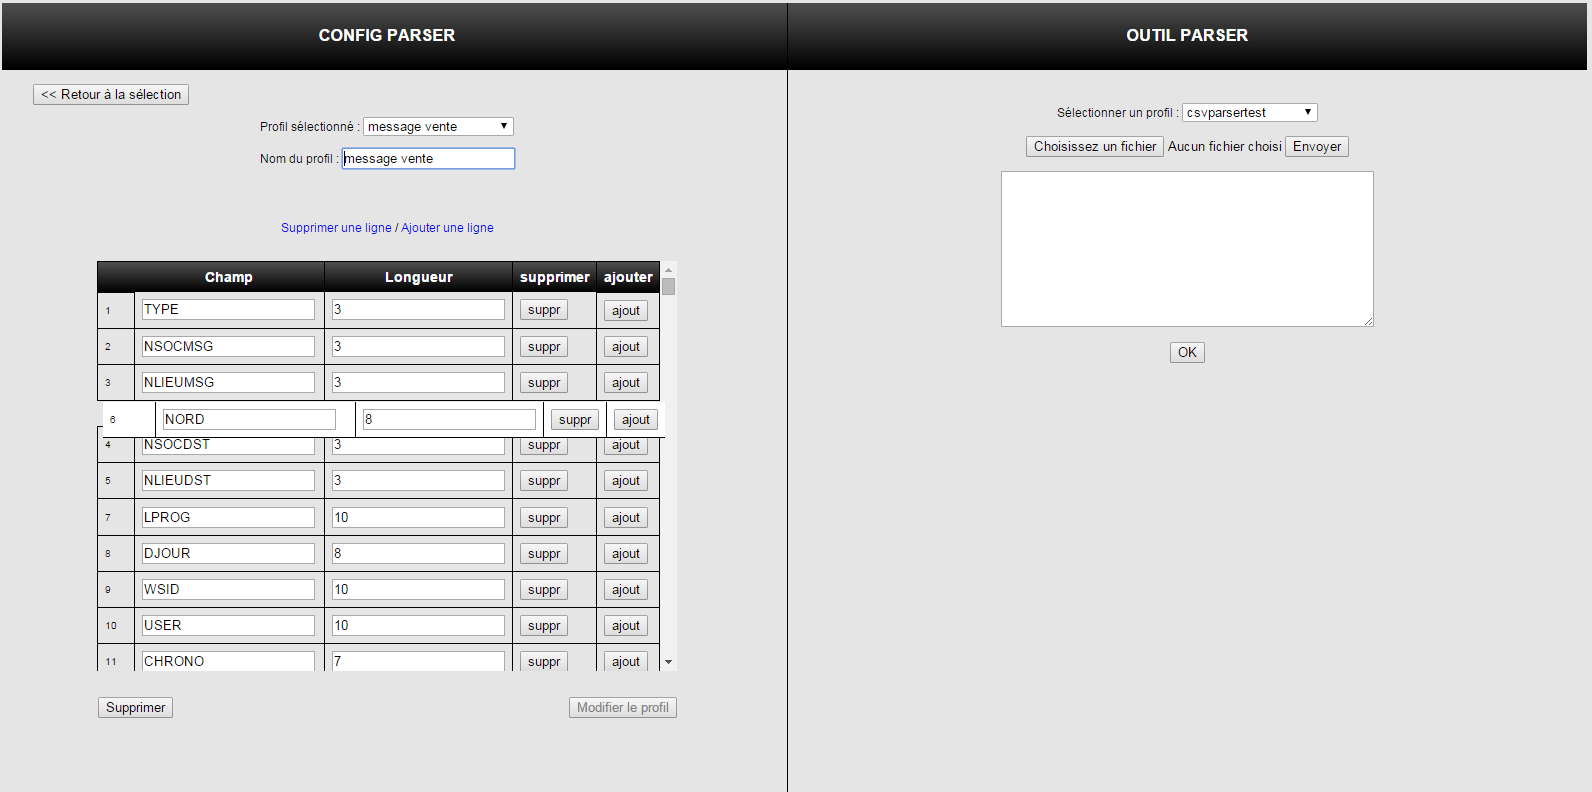 CONFIG PARSER
<< Retour à la sélection
Profil sélectionné : message vente
Nom du profil : message vente
Supprimer une ligne / Ajouter une ligne
Champ Longueur supprimer ajouter
1 TYPE 3 suppr ajout
2 NSOCMSG 3 suppr ajout
3 NLIEUMSG 3 suppr ajout
6 NORD 8 suppr ajout
4 NSOCDST 3 suppr ajout
5 NLIEUDST 3 suppr ajout
7 LPROG 10 suppr ajout
8 DJOUR 8 suppr ajout
9 WSID 10 suppr ajout
10 USER 10 suppr ajout
11 CHRONO 7 suppr ajout
Supprimer Modifier le profil
OUTIL PARSER
Sélectionner un profil : csvparsertest
Choisissez un fichier Aucun fichier choisi Envoyer
OK